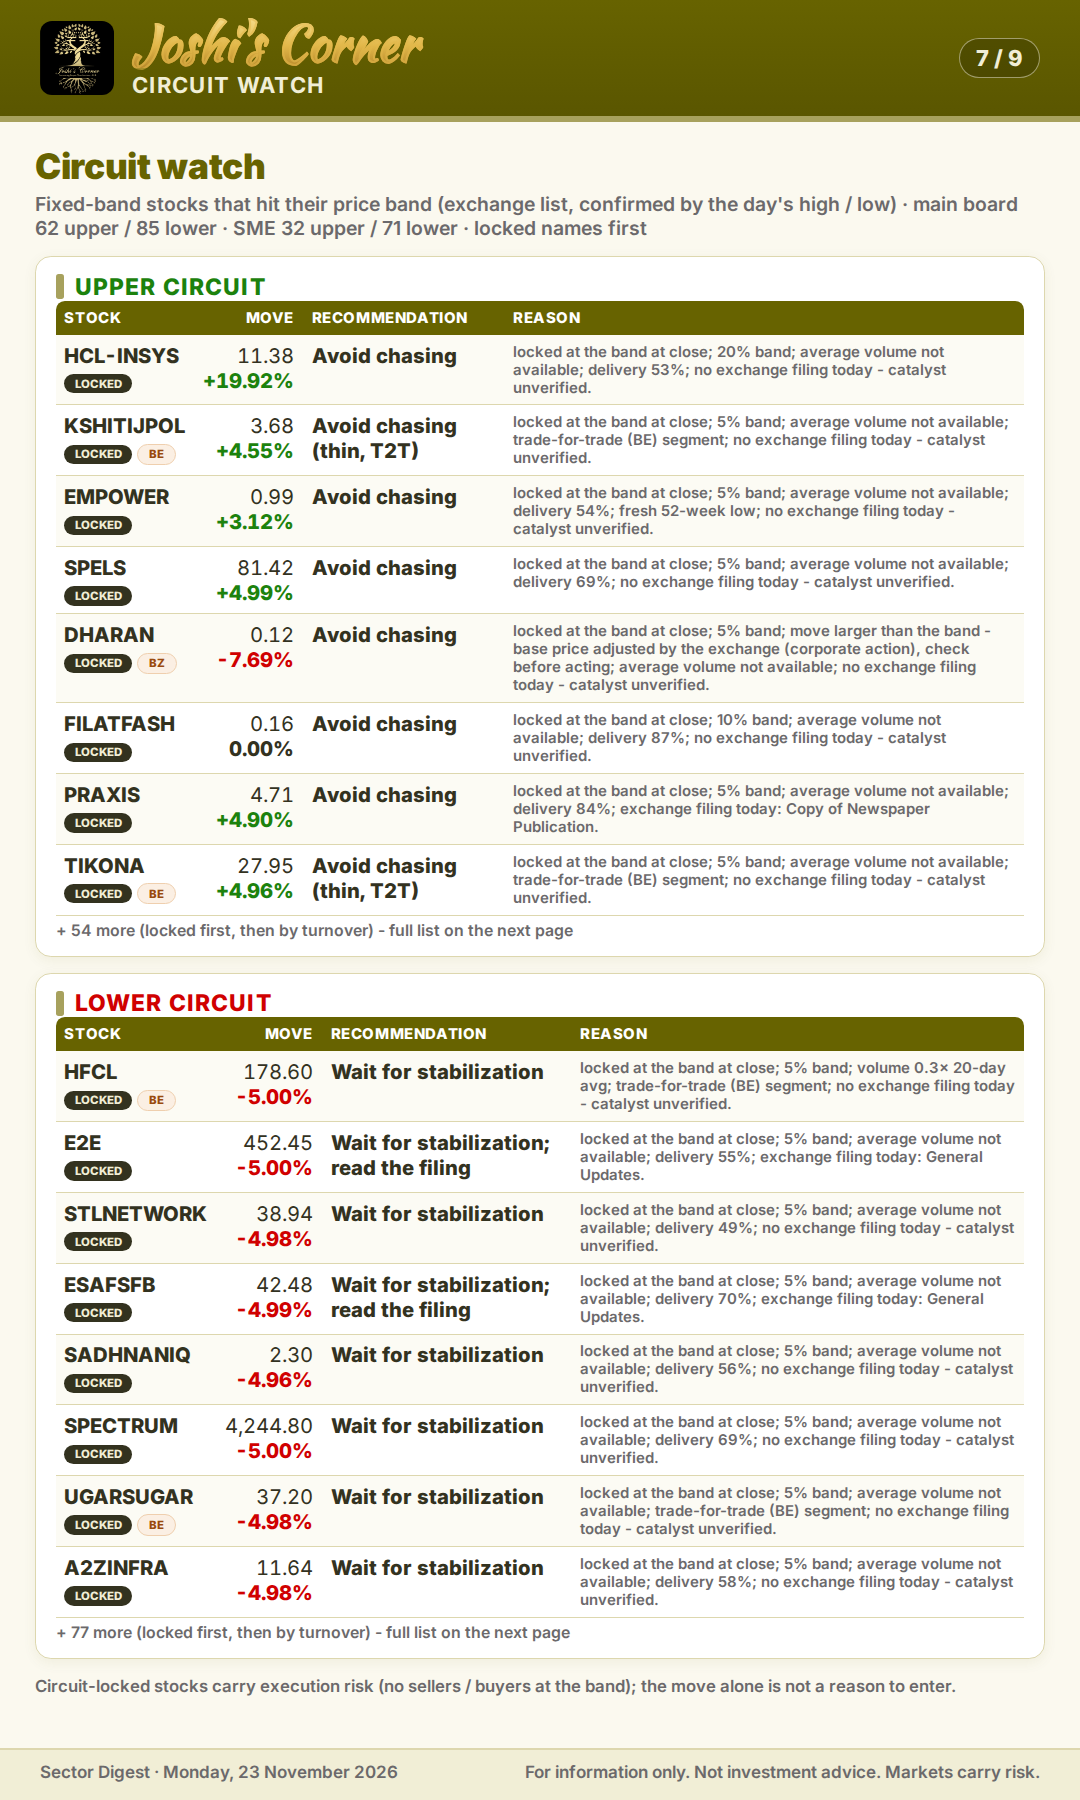 Joshi's Corner
Joshi's Corner
CIRCUIT WATCH
7 / 9
Circuit watch
Fixed-band stocks that hit their price band (exchange list, confirmed by the day's high / low) · main board
62 upper / 85 lower · SME 32 upper / 71 lower · locked names first
UPPER CIRCUIT
STOCK MOVE RECOMMENDATION REASON
HCL-INSYS 11.38 Avoid chasing locked at the band at close; 20% band; average volume not
LOCKED +19.92% available; delivery 53%; no exchange filing today - catalyst
unverified.
KSHITIJPOL 3.68 Avoid chasing locked at the band at close; 5% band; average volume not available;
LOCKED BE +4.55% (thin, T2T) trade-for-trade (BE) segment; no exchange filing today - catalyst
unverified.
EMPOWER 0.99 Avoid chasing locked at the band at close; 5% band; average volume not available;
LOCKED +3.12% delivery 54%; fresh 52-week low; no exchange filing today -
catalyst unverified.
SPELS 81.42 Avoid chasing locked at the band at close; 5% band; average volume not available;
LOCKED +4.99% delivery 69%; no exchange filing today - catalyst unverified.
DHARAN 0.12 Avoid chasing locked at the band at close; 5% band; move larger than the band -
LOCKED BZ -7.69% base price adjusted by the exchange (corporate action), check
before acting; average volume not available; no exchange filing
today - catalyst unverified.
FILATFASH 0.16 Avoid chasing locked at the band at close; 10% band; average volume not
LOCKED 0.00% available; delivery 87%; no exchange filing today - catalyst
unverified.
PRAXIS 4.71 Avoid chasing locked at the band at close; 5% band; average volume not available;
LOCKED +4.90% delivery 84%; exchange filing today: Copy of Newspaper
Publication.
TIKONA 27.95 Avoid chasing locked at the band at close; 5% band; average volume not available;
LOCKED BE +4.96% (thin, T2T) trade-for-trade (BE) segment; no exchange filing today - catalyst
unverified.
+ 54 more (locked first, then by turnover) - full list on the next page
LOWER CIRCUIT
STOCK MOVE RECOMMENDATION REASON
HFCL 178.60 Wait for stabilization locked at the band at close; 5% band; volume 0.3× 20-day
LOCKED BE -5.00% avg; trade-for-trade (BE) segment; no exchange filing today
- catalyst unverified.
E2E 452.45 Wait for stabilization; locked at the band at close; 5% band; average volume not
LOCKED -5.00% read the filing available; delivery 55%; exchange filing today: General
Updates.
STLNETWORK 38.94 Wait for stabilization locked at the band at close; 5% band; average volume not
LOCKED -4.98% available; delivery 49%; no exchange filing today - catalyst
unverified.
ESAFSFB 42.48 Wait for stabilization; locked at the band at close; 5% band; average volume not
LOCKED -4.99% read the filing available; delivery 70%; exchange filing today: General
Updates.
SADHNANIQ 2.30 Wait for stabilization locked at the band at close; 5% band; average volume not
LOCKED -4.96% available; delivery 56%; no exchange filing today - catalyst
unverified.
SPECTRUM 4,244.80 Wait for stabilization locked at the band at close; 5% band; average volume not
LOCKED -5.00% available; delivery 69%; no exchange filing today - catalyst
unverified.
UGARSUGAR 37.20 Wait for stabilization locked at the band at close; 5% band; average volume not
LOCKED BE -4.98% available; trade-for-trade (BE) segment; no exchange filing
today - catalyst unverified.
A2ZINFRA 11.64 Wait for stabilization locked at the band at close; 5% band; average volume not
LOCKED -4.98% available; delivery 58%; no exchange filing today - catalyst
unverified.
+ 77 more (locked first, then by turnover) - full list on the next page
Circuit-locked stocks carry execution risk (no sellers / buyers at the band); the move alone is not a reason to enter.
Sector Digest · Monday, 23 November 2026 For information only. Not investment advice. Markets carry risk.